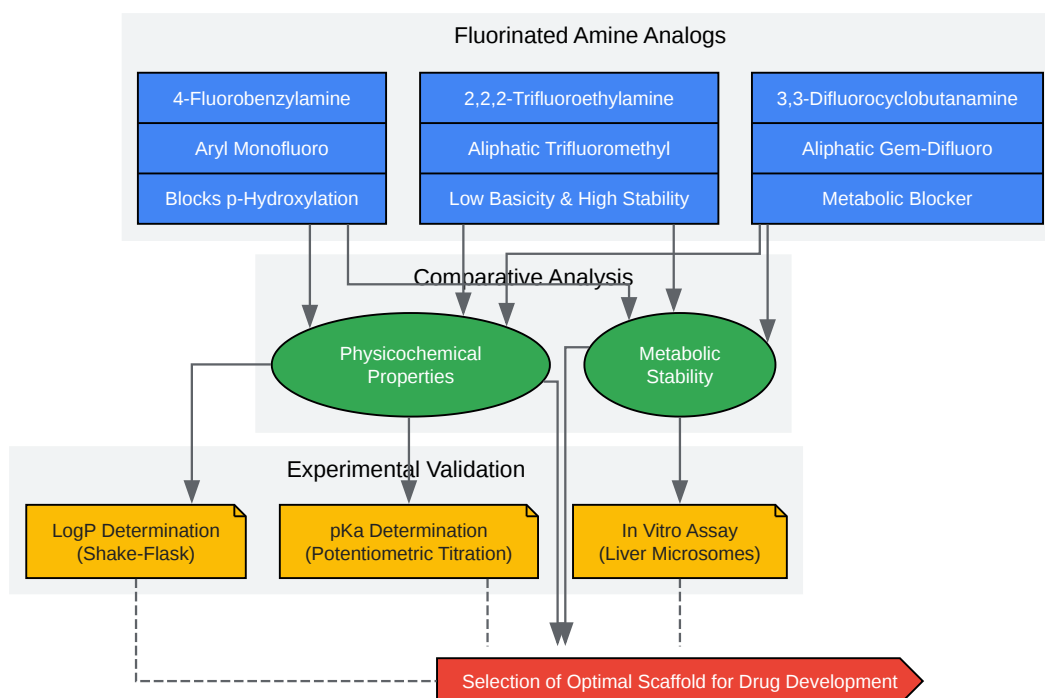 Fluorinated Amine Analogs
4-Fluorobenzylamine
Aryl Monofluoro
Blocks p-Hydroxylation
2,2,2-Trifluoroethylamine
Aliphatic Trifluoromethyl
Low Basicity & High Stability
3,3-Difluorocyclobutanamine
Aliphatic Gem-Difluoro
Metabolic Blocker
Comparative Analysis
Physicochemical
Properties
Metabolic
Stability
Experimental Validation
LogP Determination
(Shake-Flask)
pKa Determination
(Potentiometric Titration)
In Vitro Assay
(Liver Microsomes)
Selection of Optimal Scaffold for Drug Development